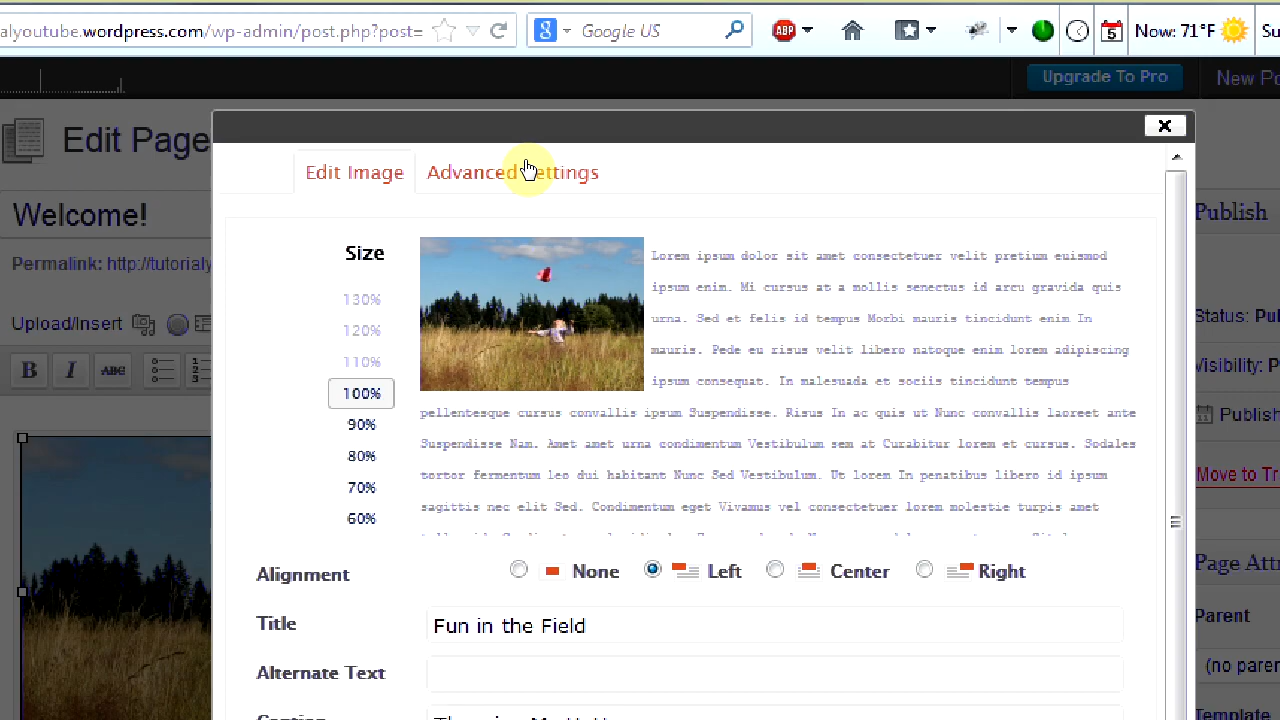 alyoutube.wordpress.com/wp-admin/post.php?post=
Google US
ABP
5
Now: 71°F
Su
Upgrade To Pro
New Po
Edit Page
Edit Image
Advanced Settings
Welcome!
Permalink: http://tutorialy
Upload/Insert
B I ABC
Size
130%
120%
110%
100%
90%
80%
70%
60%
Lorem ipsum dolor sit amet consectetuer velit pretium euismod
ipsum enim. Mi cursus at a mollis senectus id arcu gravida quis
urna. Sed et felis id tempus Morbi mauris tincidunt enim In
mauris. Pede eu risus velit libero natoque enim lorem adipiscing
ipsum consequat. In malesuada et sociis tincidunt tempus
pellentesque cursus convallis ipsum Suspendisse. Risus In ac quis ut Nunc convallis laoreet ante
Suspendisse Nam. Amet amet urna condimentum Vestibulum sem at Curabitur lorem et cursus. Sodales
tortor fermentum leo dui habitant Nunc Sed Vestibulum. Ut lorem In penatibus libero id ipsum
sagittis nec elit Sed. Condimentum eget Vivamus vel consectetuer lorem molestie turpis amet
Alignment
None
Left
Center
Right
Title
Fun in the Field
Alternate Text
Publish
Status: Pu
Visibility: P
Publish
Move to Tr
Page Att
Parent
(no paren
Template